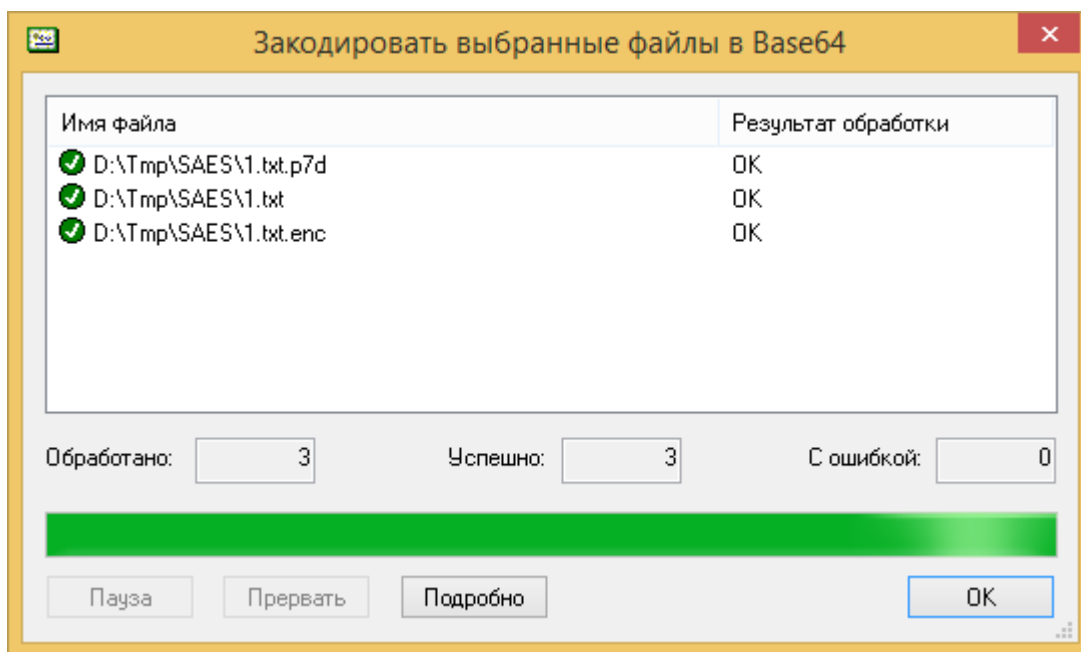 Закодировать выбранные файлы в Base64
Имя файла Результат обработки
D:\Tmp\SAES\1.txt.p7d OK
D:\Tmp\SAES\1.txt OK
D:\Tmp\SAES\1.txt.enc OK
Обработано: 3 Успешно: 3 С ошибкой: 0
Пауза Прервать Подробно OK